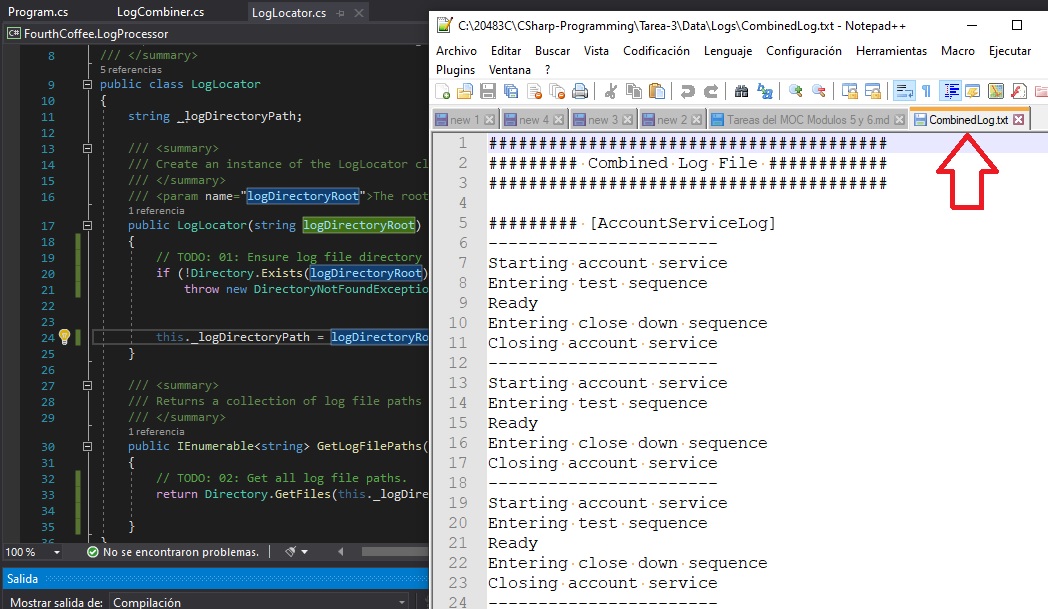 Program.cs LogCombiner.cs LogLocator.cs
C# FourthCoffee.LogProcessor
8 /// </summary>
5 referencias
9 public class LogLocator
10 {
11 string _logDirectoryPath;
12
13 /// <summary>
14 /// Create an instance of the LogLocator cl
15 /// </summary>
16 /// <param name="logDirectoryRoot">The root
1 referencia
17 public LogLocator(string logDirectoryRoot)
18 {
19 // TODO: 01: Ensure log file directory
20 if (!Directory.Exists(logDirectoryRoot)
21 throw new DirectoryNotFoundExceptio
22
23
24 this._logDirectoryPath = logDirectoryRo
25 }
26
27 /// <summary>
28 /// Returns a collection of log file paths
29 /// </summary>
1 referencia
30 public IEnumerable<string> GetLogFilePaths(
31 {
32 // TODO: 02: Get all log file paths.
33 return Directory.GetFiles(this._logDire
34
35 }
36 }
100 % No se encontraron problemas.
Salida
Mostrar salida de: Compilación
C:\20483C\CSharp-Programming\Tarea-3\Data\Logs\CombinedLog.txt - Notepad++
Archivo Editar Buscar Vista Codificación Lenguaje Configuración Herramientas Macro Ejecutar
Plugins Ventana ?
new 1 new 4 new 3 new 2 Tareas del MOC Modulos 5 y 6.md CombinedLog.txt
1 ########################################
2 ######### Combined Log File ############
3 ########################################
4
5 ######### [AccountServiceLog]
6 -----------------------
7 Starting account service
8 Entering test sequence
9 Ready
10 Entering close down sequence
11 Closing account service
12 -----------------------
13 Starting account service
14 Entering test sequence
15 Ready
16 Entering close down sequence
17 Closing account service
18 -----------------------
19 Starting account service
20 Entering test sequence
21 Ready
22 Entering close down sequence
23 Closing account service
24 -----------------------